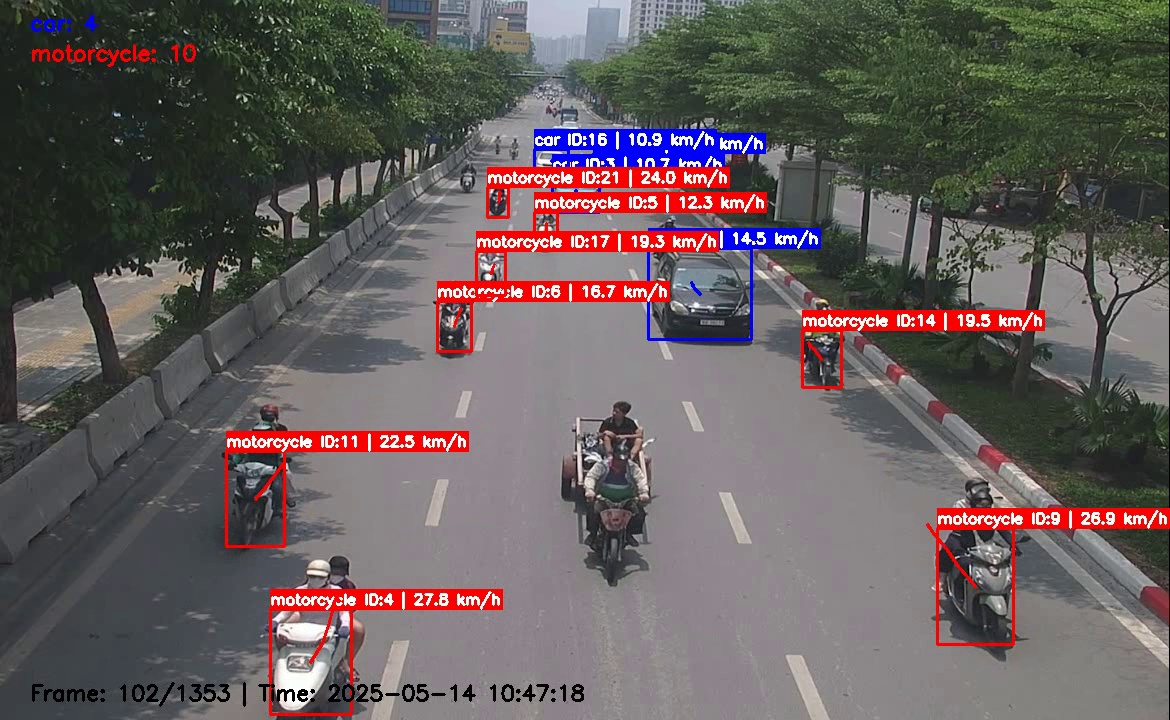 car: 4
motorcycle: 10
car ID:16 | 10.9 km/h
km/h
car ID:3 | 10.7 km/h
motorcycle ID:21 | 24.0 km/h
motorcycle ID:5 | 12.3 km/h
motorcycle ID:17 | 19.3 km/h
| 14.5 km/h
motorcycle ID:6 | 16.7 km/h
motorcycle ID:14 | 19.5 km/h
motorcycle ID:11 | 22.5 km/h
motorcycle ID:9 | 26.9 km/h
motorcycle ID:4 | 27.8 km/h
Frame: 102/1353 | Time: 2025-05-14 10:47:18